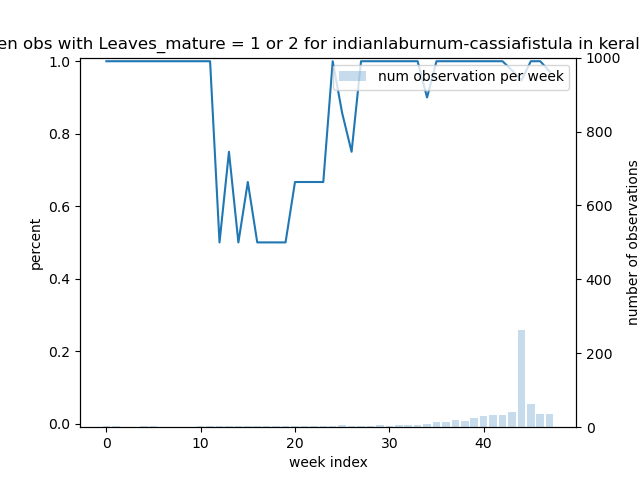 en obs with Leaves_mature = 1 or 2 for indianlaburnum-cassiafistula in keral
num observation per week
1.0
0.8
0.6
0.4
0.2
0.0
percent
1000
800
600
400
200
0
number of observations
0 10 20 30 40
week index